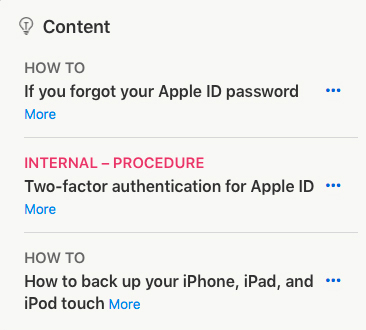 Content
HOW TO
If you forgot your Apple ID password
More
INTERNAL – PROCEDURE
Two-factor authentication for Apple ID
More
HOW TO
How to back up your iPhone, iPad, and
iPod touch More